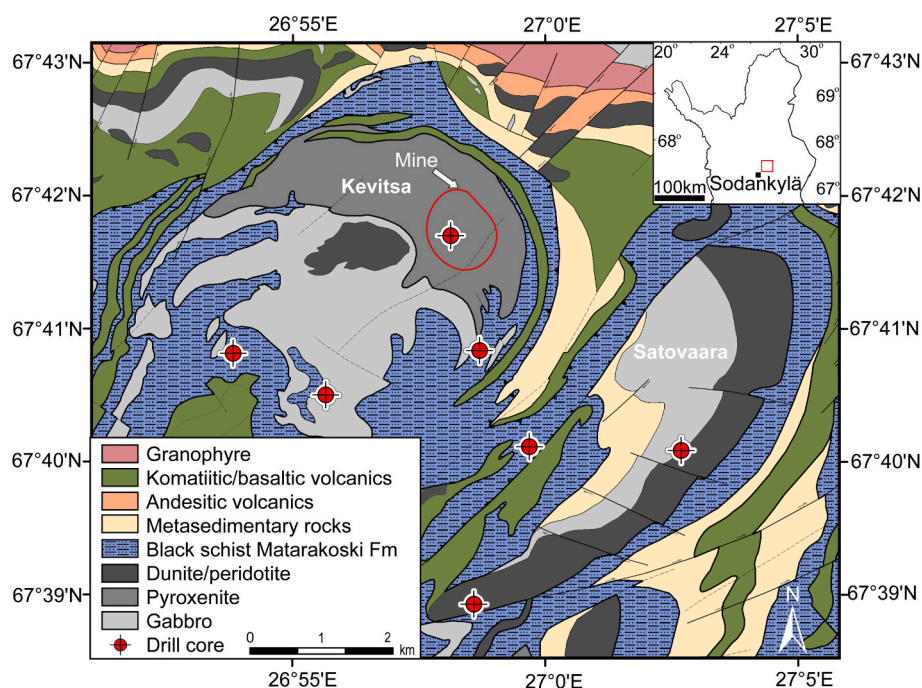 26°55'E 27°0'E 27°5'E
67°43'N 67°43'N
20° 24° 30°
69°
68° 68°
67°
Sodankylä
100km
Mine
Kevitsa
67°42'N 67°42'N
67°41'N 67°41'N
Satovaara
67°40'N 67°40'N
Granophyre
Komatiitic/basaltic volcanics
Andesitic volcanics
Metasedimentary rocks
Black schist Matarakoski Fm
Dunite/peridotite
Pyroxenite
Gabbro
Drill core
0 1 2
km
67°39'N 67°39'N
N
26°55'E 27°0'E 27°5'E